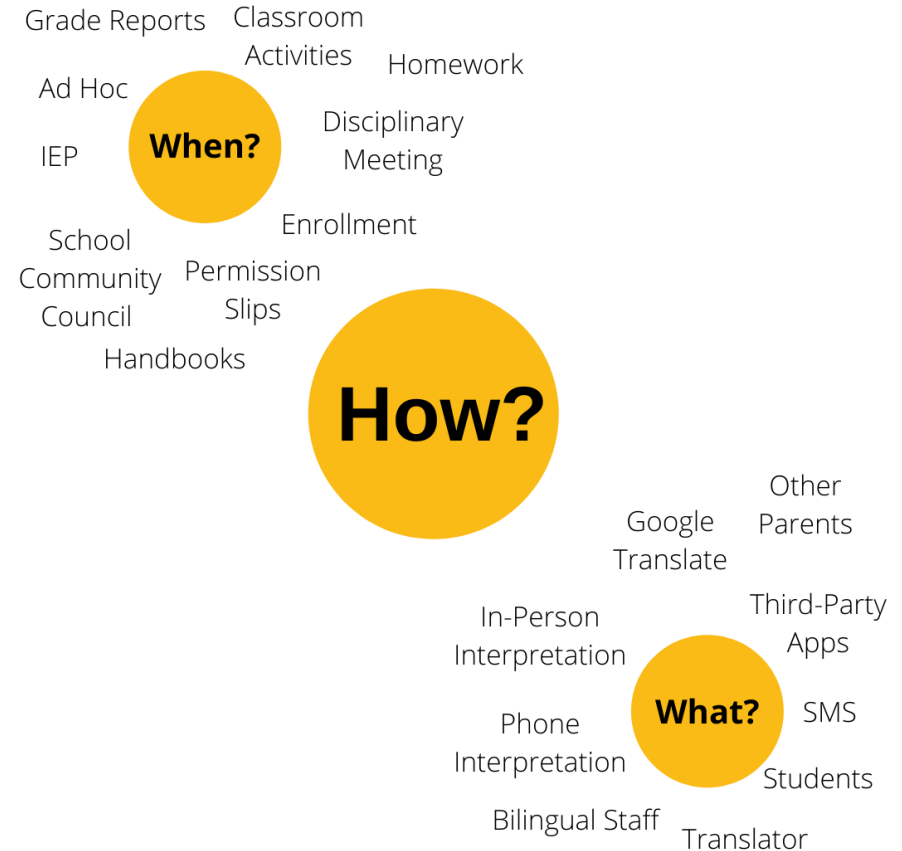 Grade Reports
Classroom
Activities
Homework
Ad Hoc
When?
Disciplinary
Meeting
IEP
Enrollment
School
Community
Council
Permission
Slips
Handbooks
How?
Other
Parents
Google
Translate
In-Person
Interpretation
Third-Party
Apps
What?
SMS
Phone
Interpretation
Students
Bilingual Staff
Translator